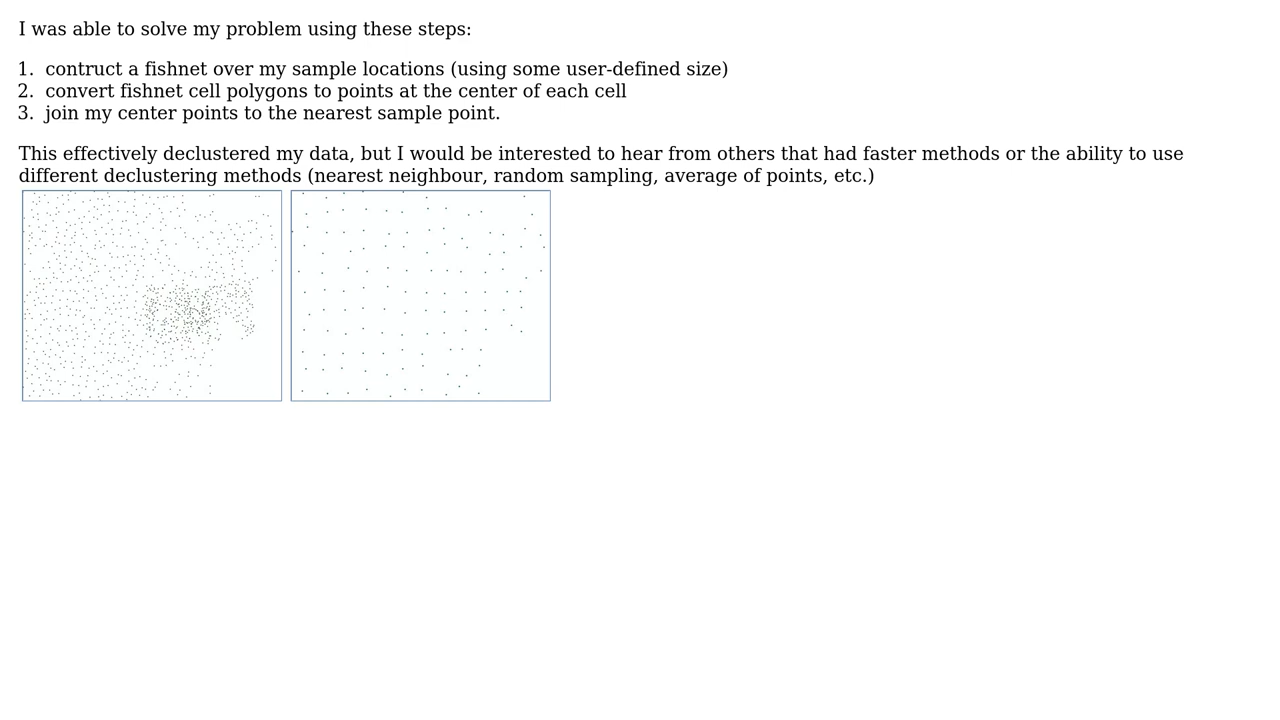 I was able to solve my problem using these steps:
1. contruct a fishnet over my sample locations (using some user-defined size)
2. convert fishnet cell polygons to points at the center of each cell
3. join my center points to the nearest sample point.
This effectively declustered my data, but I would be interested to hear from others that had faster methods or the ability to use
different declustering methods (nearest neighbour, random sampling, average of points, etc.)